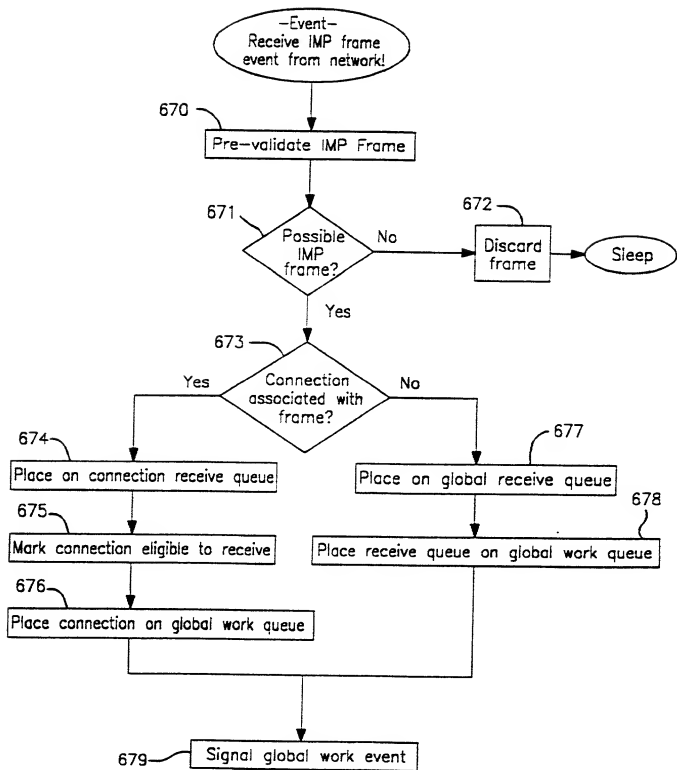 -Event-
Receive IMP frame
event from network!
670
Pre-validate IMP Frame
671
Possible
IMP
frame?
No
672
Discard
frame
Sleep
Yes
673
Connection
associated with
frame?
Yes
No
674
Place on connection receive queue
675
Mark connection eligible to receive
676
Place connection on global work queue
677
Place on global receive queue
678
Place receive queue on global work queue
679
Signal global work event